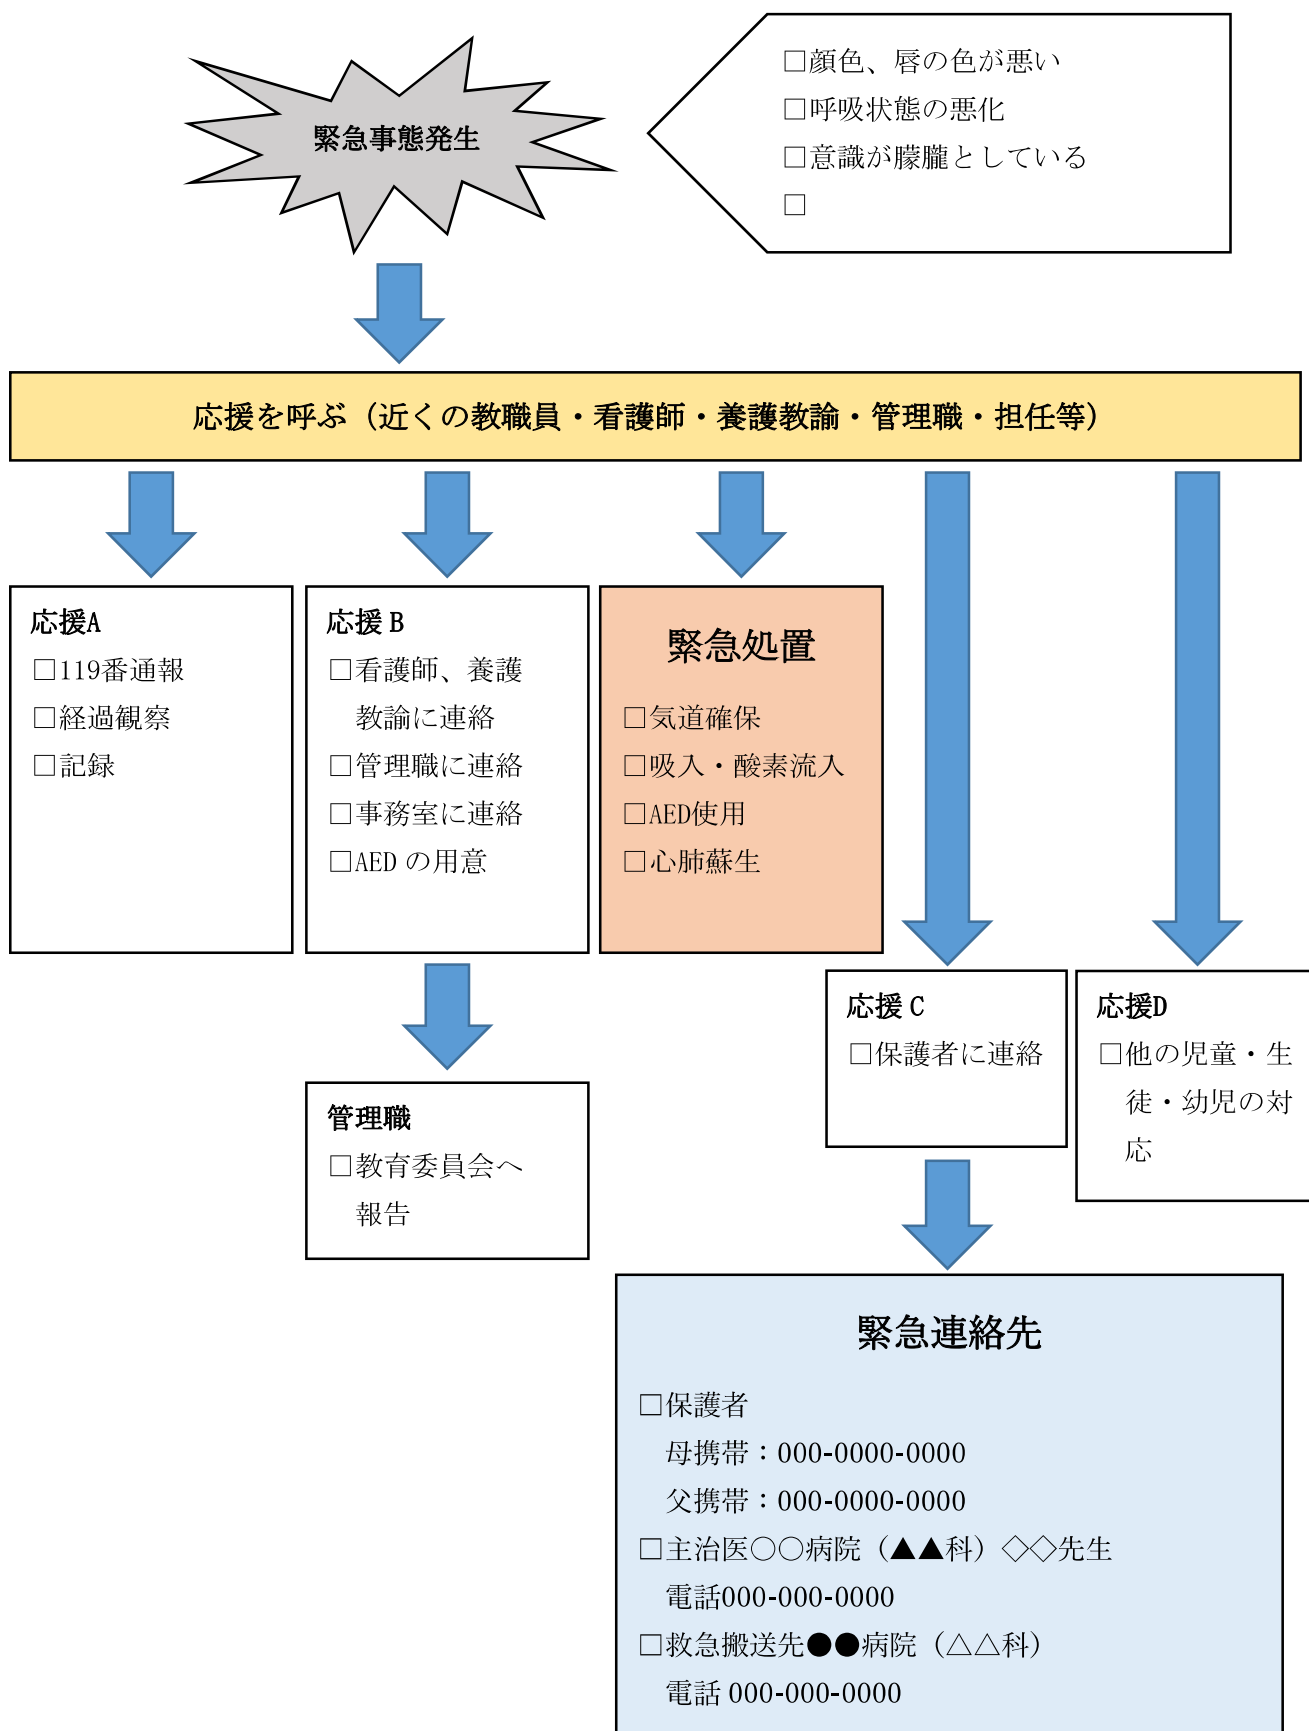 緊急事態発生
□顔色、唇の色が悪い
□呼吸状態の悪化
□意識が朦朧としている
□
応援を呼ぶ（近くの教職員・看護師・養護教諭・管理職・担任等）
応援A
□119番通報
□経過観察
□記録
応援 B
□看護師、養護
教諭に連絡
□管理職に連絡
□事務室に連絡
□AED の用意
緊急処置
□気道確保
□吸入・酸素流入
□AED使用
□心肺蘇生
応援 C
□保護者に連絡
応援D
□他の児童・生
徒・幼児の対
応
管理職
□教育委員会へ
報告
緊急連絡先
□保護者
母携帯：000-0000-0000
父携帯：000-0000-0000
□主治医○○病院（▲▲科）◇◇先生
電話000-000-0000
□救急搬送先●●病院（△△科）
電話 000-000-0000